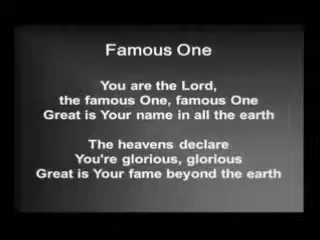 Famous One
You are the Lord,
the famous One, famous One
Great is Your name in all the earth
The heavens declare
You're glorious, glorious
Great is Your fame beyond the earth